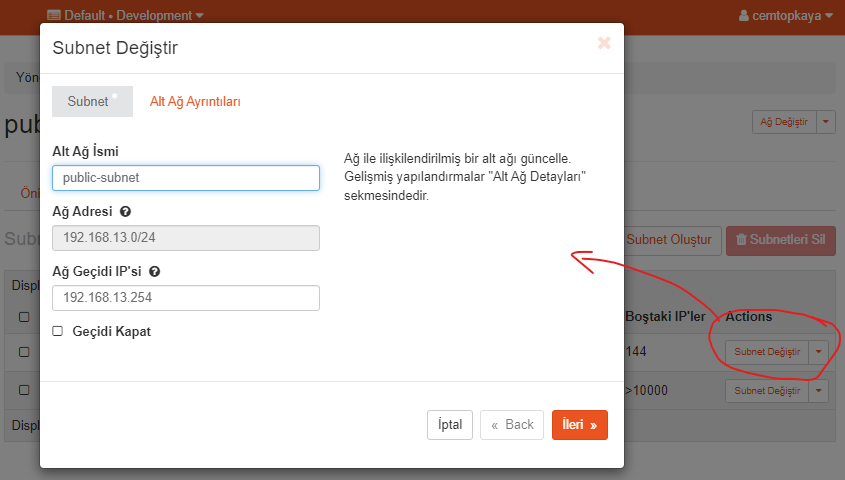 Default • Development
cemtopkaya
Subnet Değiştir
×
Yön
pub
Ağ Değiştir
Subnet
Alt Ağ Ayrıntıları
Alt Ağ İsmi
public-subnet
Ağ ile ilişkilendirilmiş bir alt ağı güncelle.
Gelişmiş yapılandırmalar "Alt Ağ Detayları"
sekmesindedir.
Öni
Ağ Adresi
192.168.13.0/24
Sub
Subnet Oluştur
Subnetleri Sil
Ağ Geçidi IP'si
192.168.13.254
Displ
Boştaki IP'ler
Actions
Geçidi Kapat
144
Subnet Değiştir
>10000
Subnet Değiştir
Displ
İptal
« Back
İleri »